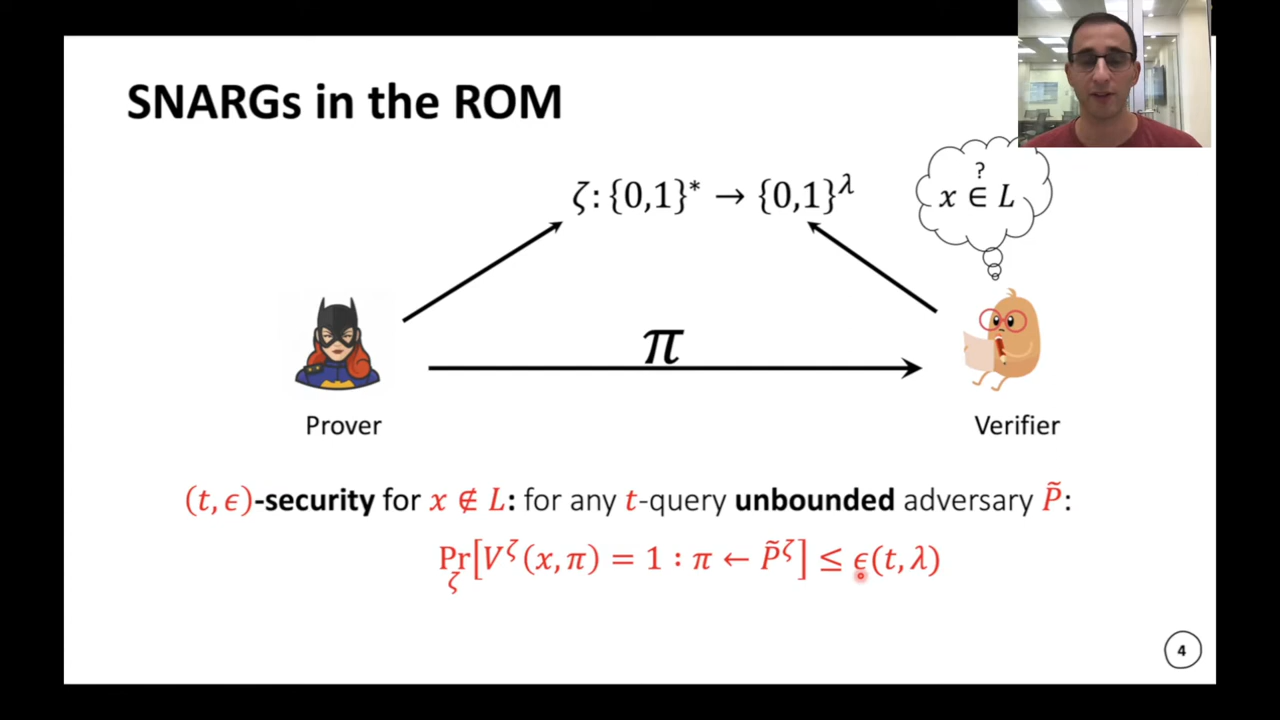 SNARGs in the ROM
ζ: {0,1}* → {0,1}^λ
?
x ∈ L
π
Prover
Verifier
(t, ϵ)-security for x ∉ L: for any t-query unbounded adversary P̃:
Pr[V^ζ(x, π) = 1 : π ← P̃^ζ] ≤ ϵ(t, λ)
ζ
4